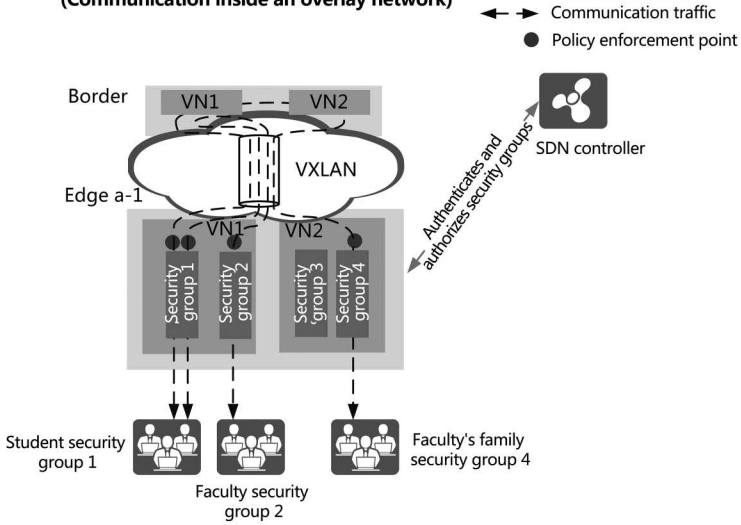 (Communication inside an overlay network)
Communication traffic
Policy enforcement point
Border
VN1
VN2
SDN controller
VXLAN
Authenticates and
authorizes security groups
Edge a-1
VN1
VN2
Security
group 1
Security
group 2
Security
group 3
Security
group 4
Student security
group 1
Faculty security
group 2
Faculty's family
security group 4